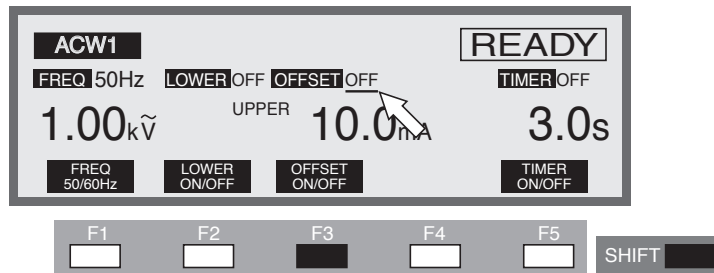 ACW1 READY
FREQ 50Hz LOWER OFF OFFSET OFF TIMER OFF
1.00kṼ UPPER 10.0mA 3.0s
FREQ LOWER OFFSET TIMER
50/60Hz ON/OFF ON/OFF ON/OFF
F1 F2 F3 F4 F5
SHIFT